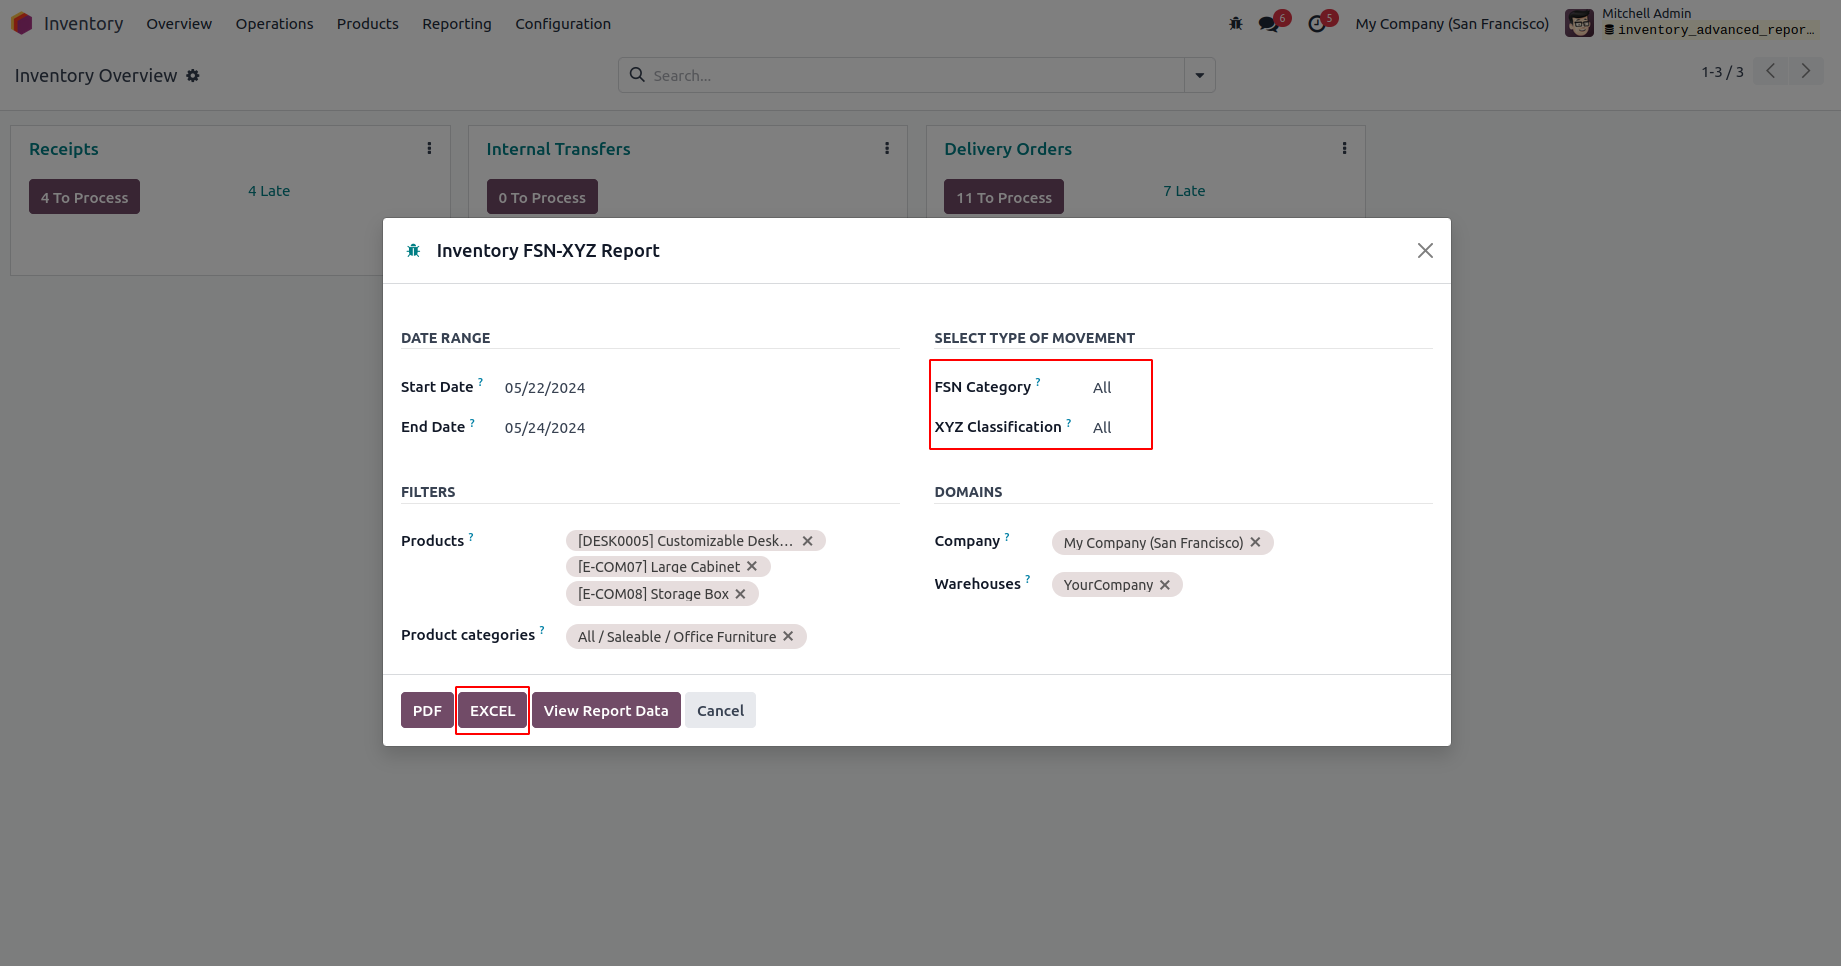 Inventory Overview Operations Products Reporting Configuration 6 5 My Company (San Francisco) Mitchell Admin
inventory_advanced_repor...
Inventory Overview Search... 1-3 / 3
Receipts Internal Transfers Delivery Orders
4 To Process 4 Late 0 To Process 11 To Process 7 Late
Inventory FSN-XYZ Report
DATE RANGE SELECT TYPE OF MOVEMENT
Start Date ? 05/22/2024 FSN Category ? All
End Date ? 05/24/2024 XYZ Classification ? All
FILTERS DOMAINS
Products ? [DESK0005] Customizable Desk... Company ? My Company (San Francisco)
[E-COM07] Large Cabinet
[E-COM08] Storage Box Warehouses ? YourCompany
Product categories ? All / Saleable / Office Furniture
PDF EXCEL View Report Data Cancel